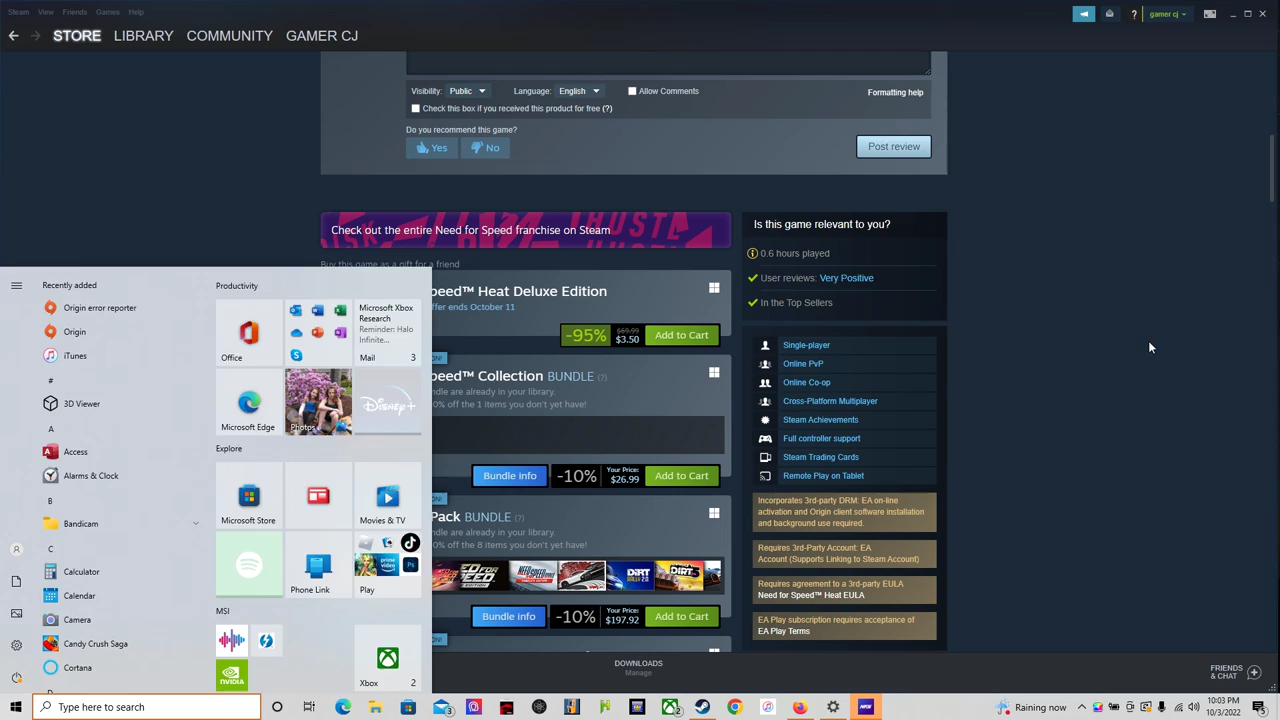 Steam View Friends Games Help
gamer cj
STORE LIBRARY COMMUNITY GAMER CJ
Visibility: Public Language: English Allow Comments Formatting help
Check this box if you received this product for free (?)
Do you recommend this game?
Yes No
Post review
Check out the entire Need for Speed franchise on Steam
Buy this game as a gift for a friend
peed™ Heat Deluxe Edition
ffer ends October 11
-95% $69.99 $3.50 Add to Cart
ON!
peed™ Collection BUNDLE (?)
ndle are already in your library.
0% off the 1 items you don't yet have!
Bundle info -10% Your Price: $26.99 Add to Cart
ON!
Pack BUNDLE (?)
ndle are already in your library.
0% off the 8 items you don't yet have!
Bundle info -10% Your Price: $197.92 Add to Cart
ON!
Is this game relevant to you?
0.6 hours played
User reviews: Very Positive
In the Top Sellers
Single-player
Online PvP
Online Co-op
Cross-Platform Multiplayer
Steam Achievements
Full controller support
Steam Trading Cards
Remote Play on Tablet
Incorporates 3rd-party DRM: EA on-line
activation and Origin client software installation
and background use required.
Requires 3rd-Party Account: EA
Account (Supports Linking to Steam Account)
Requires agreement to a 3rd-party EULA
Need for Speed™ Heat EULA
EA Play subscription requires acceptance of
EA Play Terms
Recently added
Origin error reporter
Origin
iTunes
#
3D Viewer
A
Access
Alarms & Clock
B
Bandicam
C
Calculator
Calendar
Camera
Candy Crush Saga
Cortana
Productivity
Office
Microsoft Xbox
Research
Reminder: Halo
Infinite...
Mail 3
Microsoft Edge
Photos
Disney+
Explore
Microsoft Store
Movies & TV
Phone Link
prime video
Ps
Play
MSI
NVIDIA
Xbox 2
DOWNLOADS
Manage
FRIENDS
& CHAT
Type here to search
Raining now
10:03 PM
10/3/2022